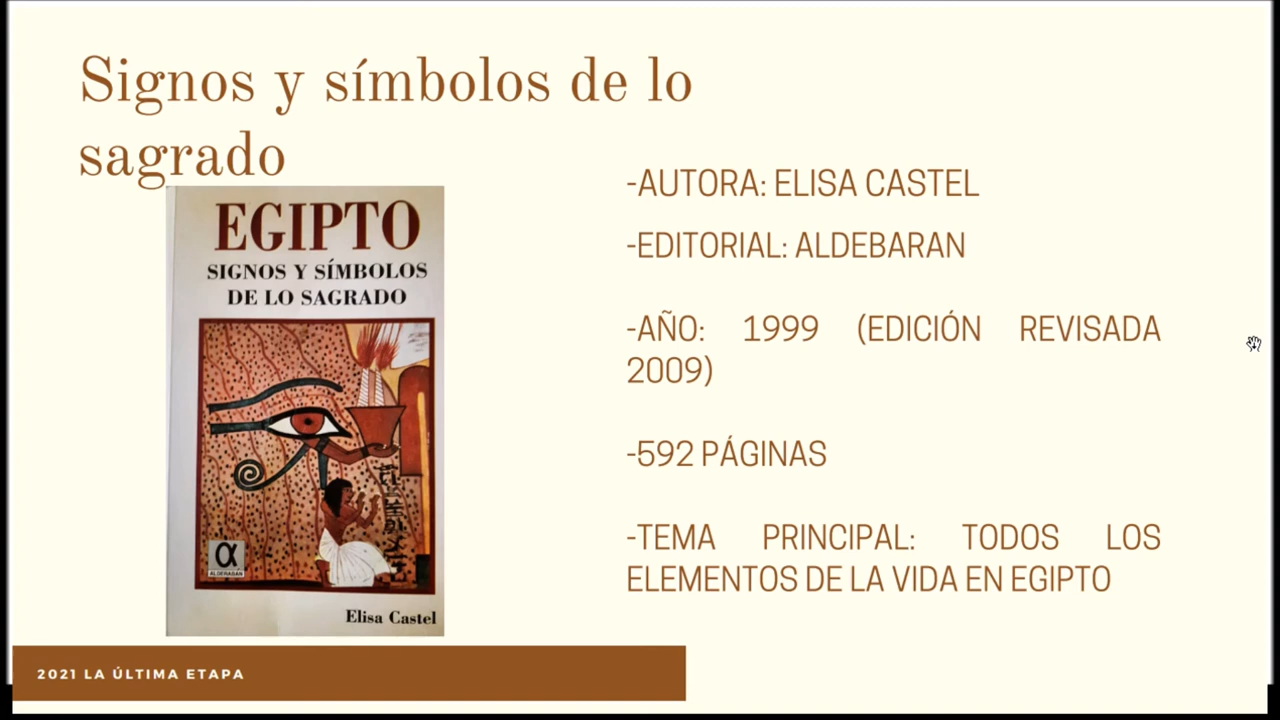 Signos y símbolos de lo
sagrado
EGIPTO
SIGNOS Y SÍMBOLOS
DE LO SAGRADO
α
ALDEBARÁN
Elisa Castel
-AUTORA: ELISA CASTEL
-EDITORIAL: ALDEBARAN
-AÑO: 1999 (EDICIÓN REVISADA
2009)
-592 PÁGINAS
-TEMA PRINCIPAL: TODOS LOS
ELEMENTOS DE LA VIDA EN EGIPTO
2021 LA ÚLTIMA ETAPA